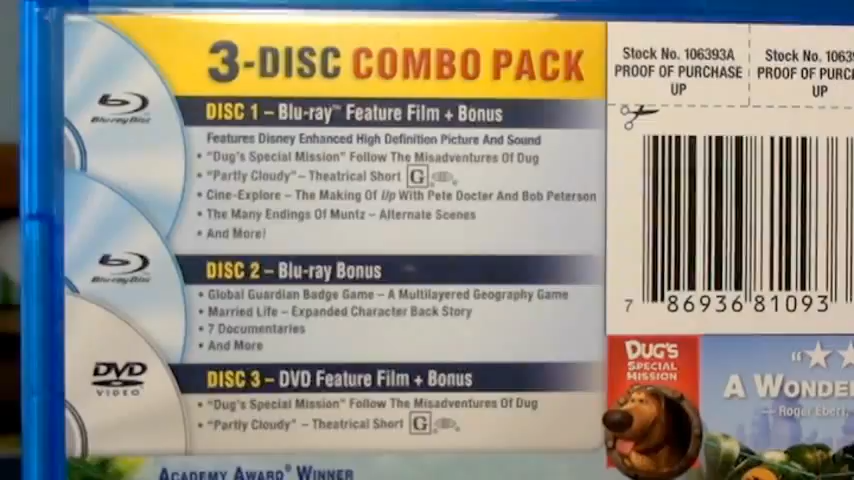 3-DISC COMBO PACK
Blu-ray Disc
DISC 1 – Blu-ray™ Feature Film + Bonus
Features Disney Enhanced High Definition Picture And Sound
• "Dug's Special Mission" Follow The Misadventures Of Dug
• "Partly Cloudy" – Theatrical Short G
• Cine-Explore – The Making Of Up With Pete Docter And Bob Peterson
• The Many Endings Of Muntz – Alternate Scenes
• And More!
Blu-ray Disc
DISC 2 – Blu-ray Bonus
• Global Guardian Badge Game – A Multilayered Geography Game
• Married Life – Expanded Character Back Story
• 7 Documentaries
• And More
DVD
VIDEO
DISC 3 – DVD Feature Film + Bonus
• "Dug's Special Mission" Follow The Misadventures Of Dug
• "Partly Cloudy" – Theatrical Short G
ACADEMY AWARD® WINNER
Stock No. 106393A
PROOF OF PURCHASE
UP
Stock No. 10639
PROOF OF PURC
UP
7 86936 81093
DUG'S
SPECIAL
MISSION
"★★
A WONDE
— Roger Ebert,